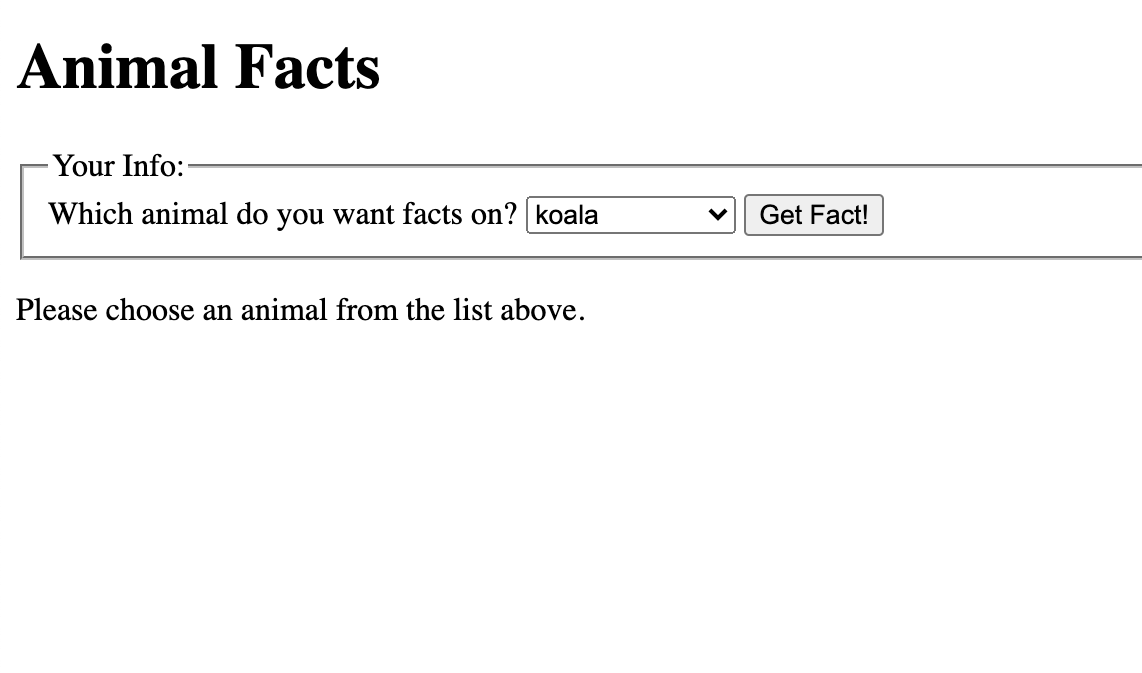 Animal Facts
Your Info:
Which animal do you want facts on? koala Get Fact!
Please choose an animal from the list above.